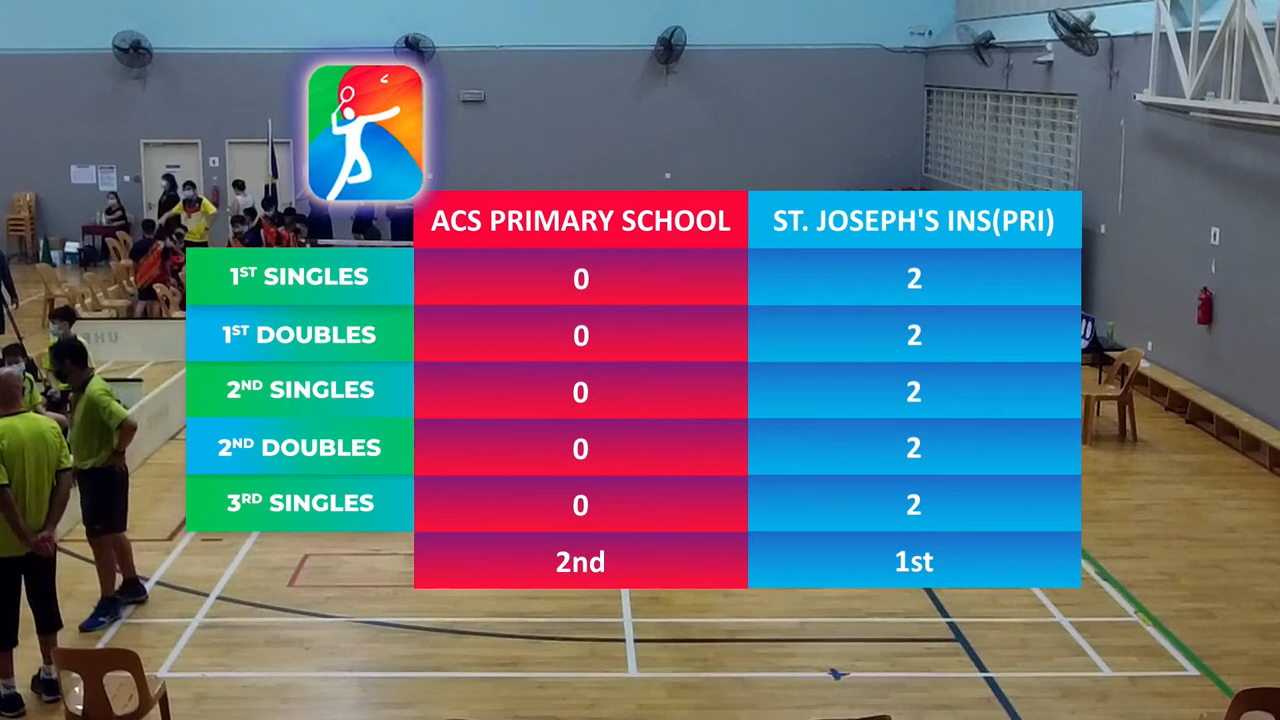 ACS PRIMARY SCHOOL ST. JOSEPH'S INS(PRI)
1ST SINGLES 0 2
1ST DOUBLES 0 2
2ND SINGLES 0 2
2ND DOUBLES 0 2
3RD SINGLES 0 2
2nd 1st